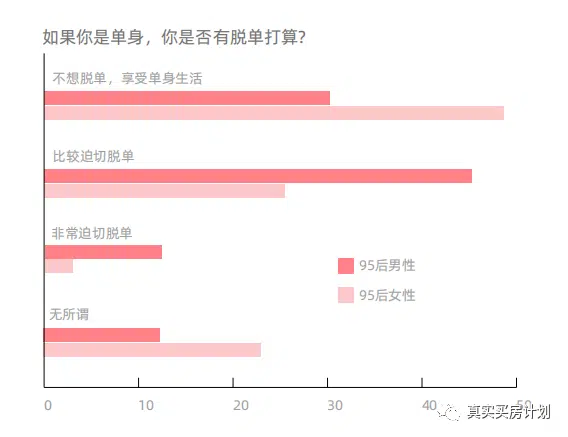 如果你是单身，你是否有脱单打算？
不想脱单，享受单身生活
比较迫切脱单
非常迫切脱单
95后男性
95后女性
无所谓
0 10 20 30 40 50
真实买房计划